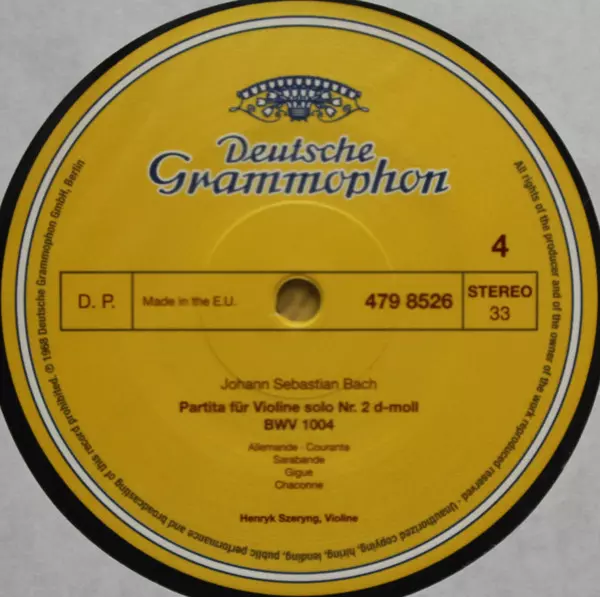 Deutsche
Grammophon
4
D. P.
Made in the E.U.
479 8526
STEREO
33
Johann Sebastian Bach
Partita für Violine solo Nr. 2 d-moll
BWV 1004
Allemande · Courante
Sarabande
Gigue
Chaconne
Henryk Szeryng, Violine
℗ 1968 Deutsche Grammophon GmbH, Berlin
All rights of the producer and of the owner of the work reproduced reserved · Unauthorized copying, hiring, lending, public performance and broadcasting of this record prohibited.